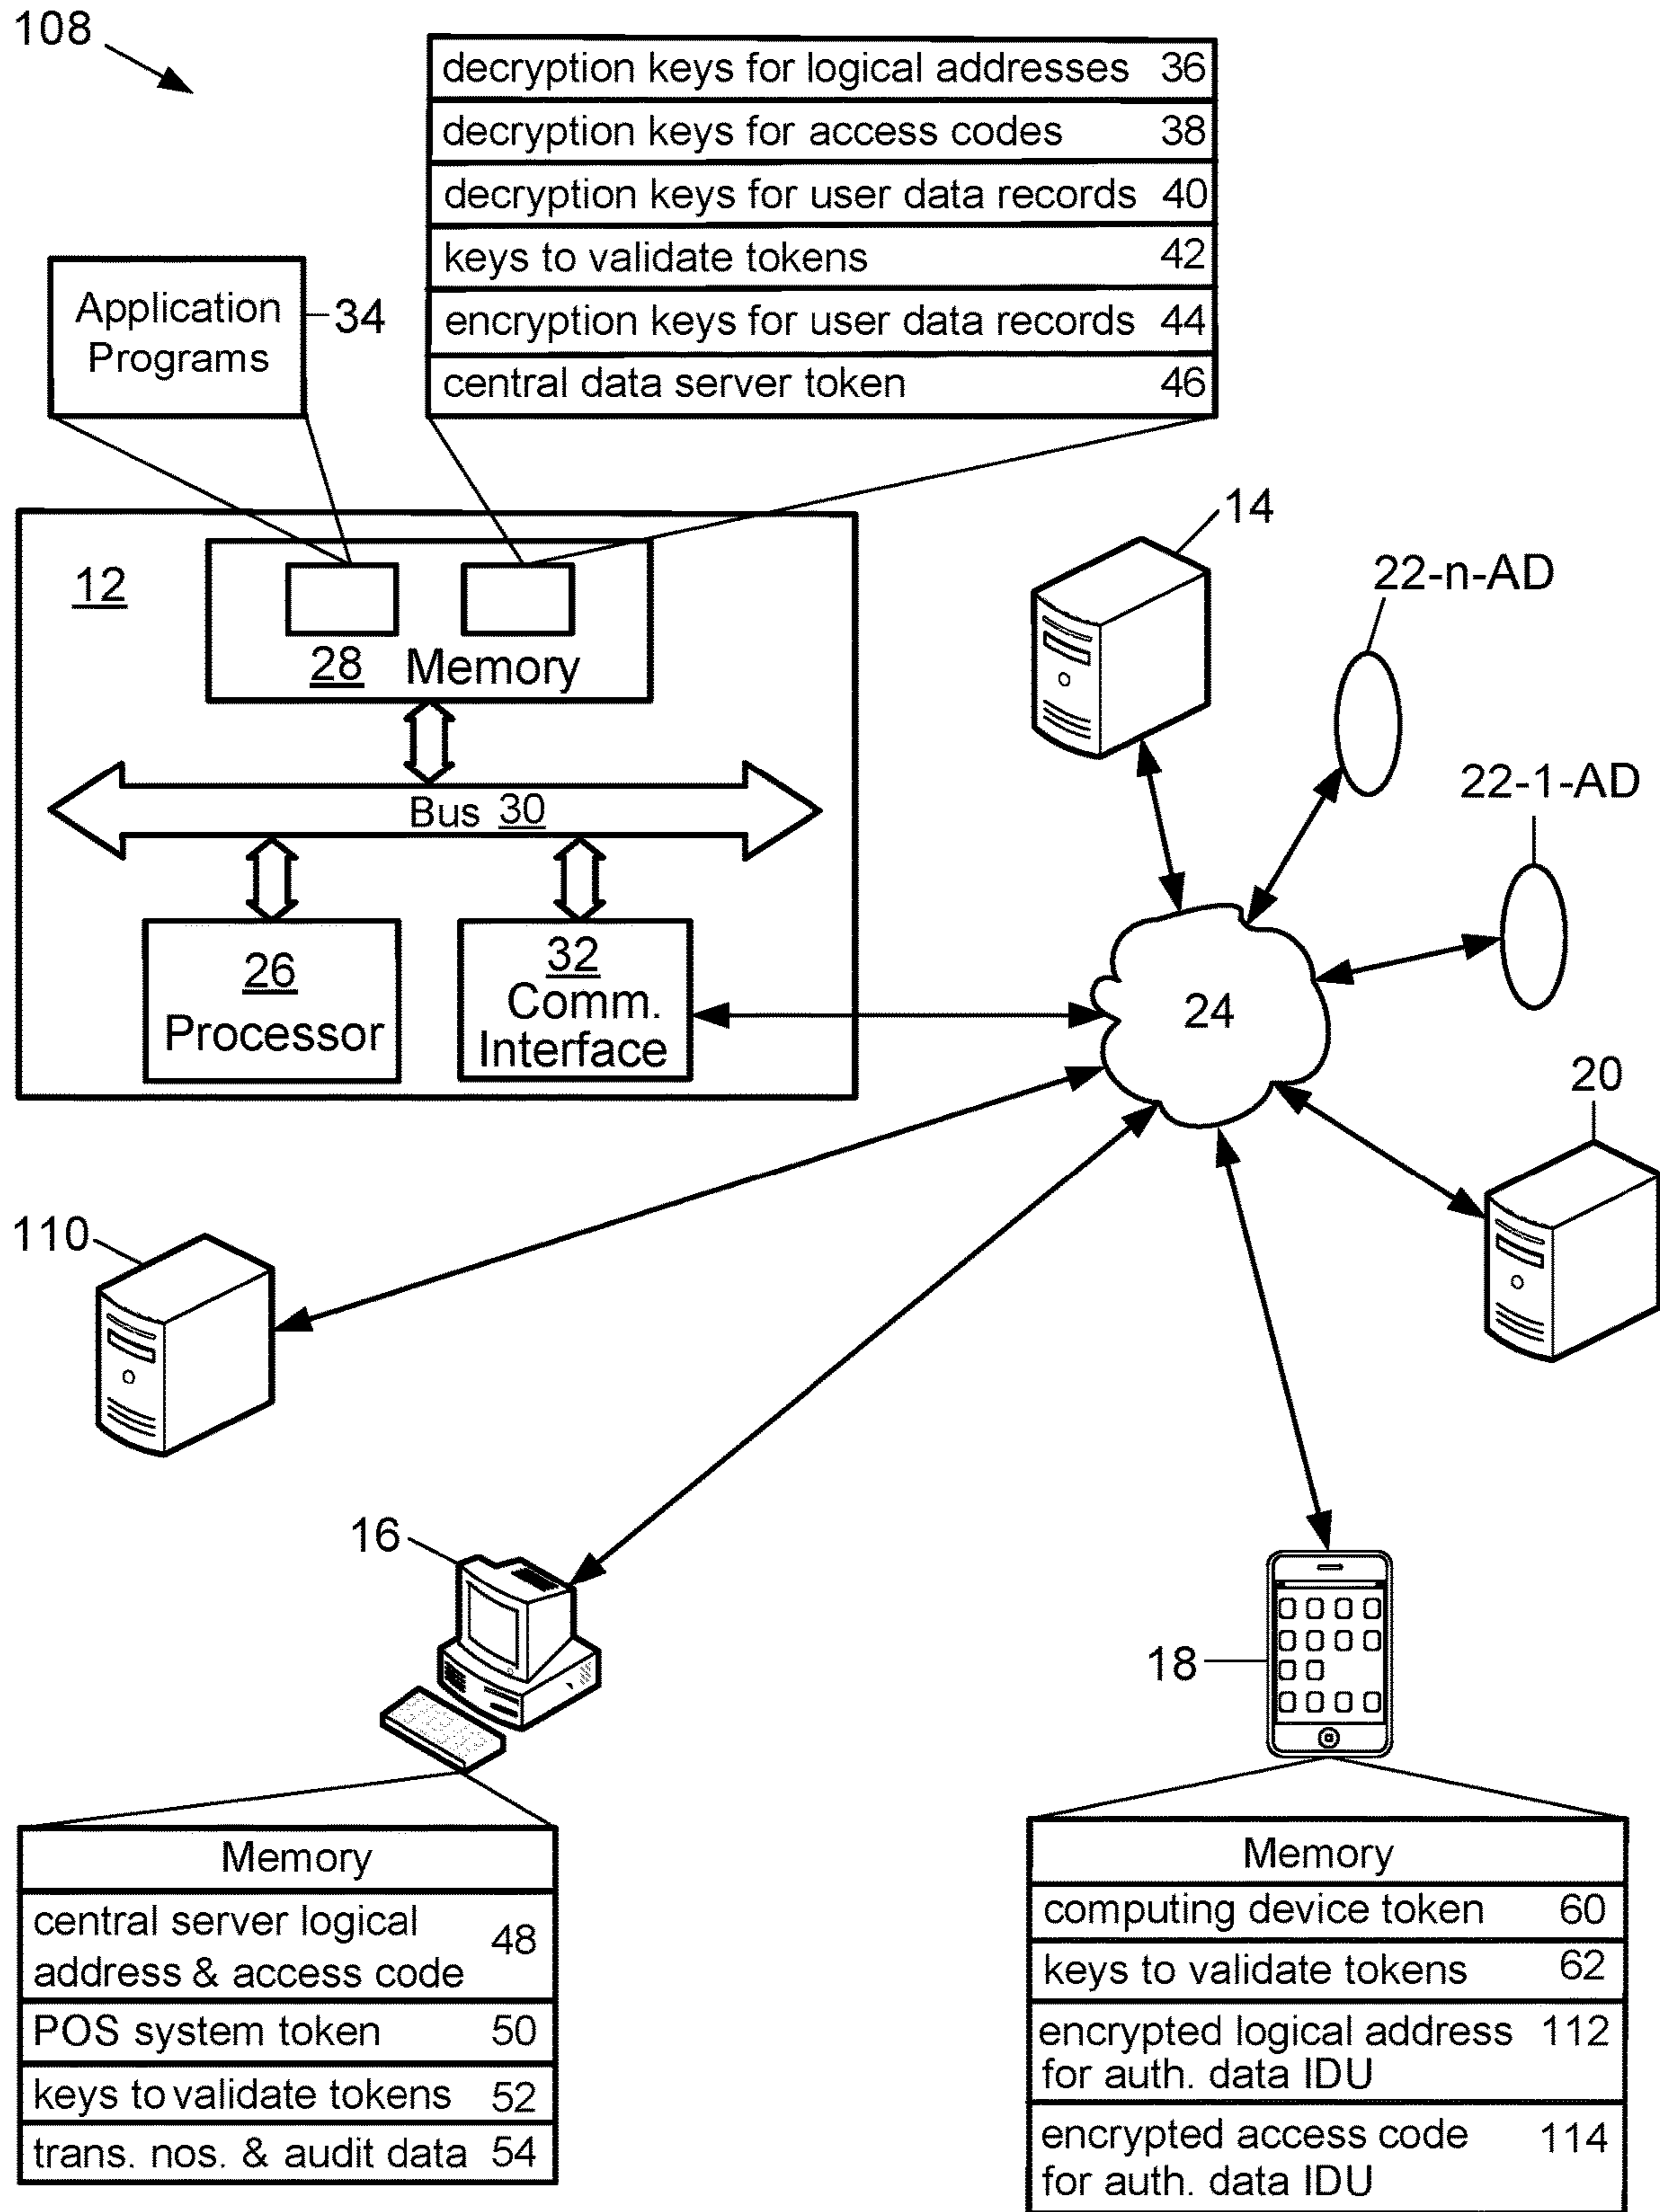 108
decryption keys for logical addresses 36
decryption keys for access codes 38
decryption keys for user data records 40
keys to validate tokens 42
encryption keys for user data records 44
central data server token 46
Application
Programs
34
12
28 Memory
Bus 30
26
Processor
32
Comm.
Interface
14
22-n-AD
22-1-AD
24
20
110
16
18
Memory
central server logical
address & access code 48
POS system token 50
keys to validate tokens 52
trans. nos. & audit data 54
Memory
computing device token 60
keys to validate tokens 62
encrypted logical address 112
for auth. data IDU
encrypted access code 114
for auth. data IDU